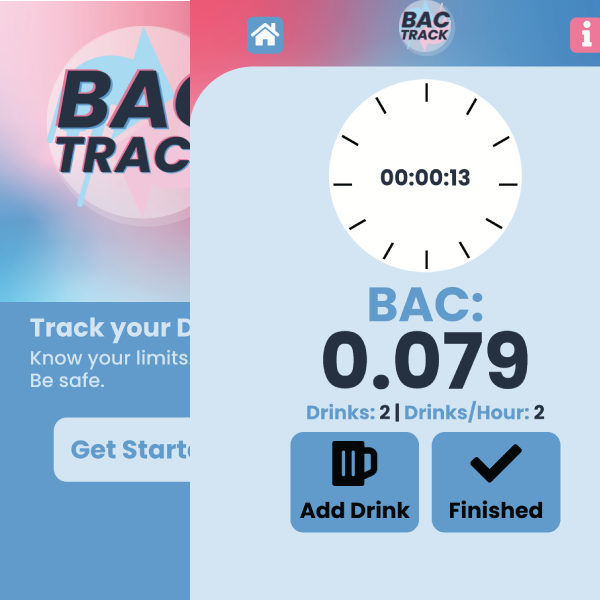 BAC
TRAC
Track your D
Know your limits
Be safe.
Get Starte
BAC
TRACK
00:00:13
BAC:
0.079
Drinks: 2 | Drinks/Hour: 2
Add Drink
Finished